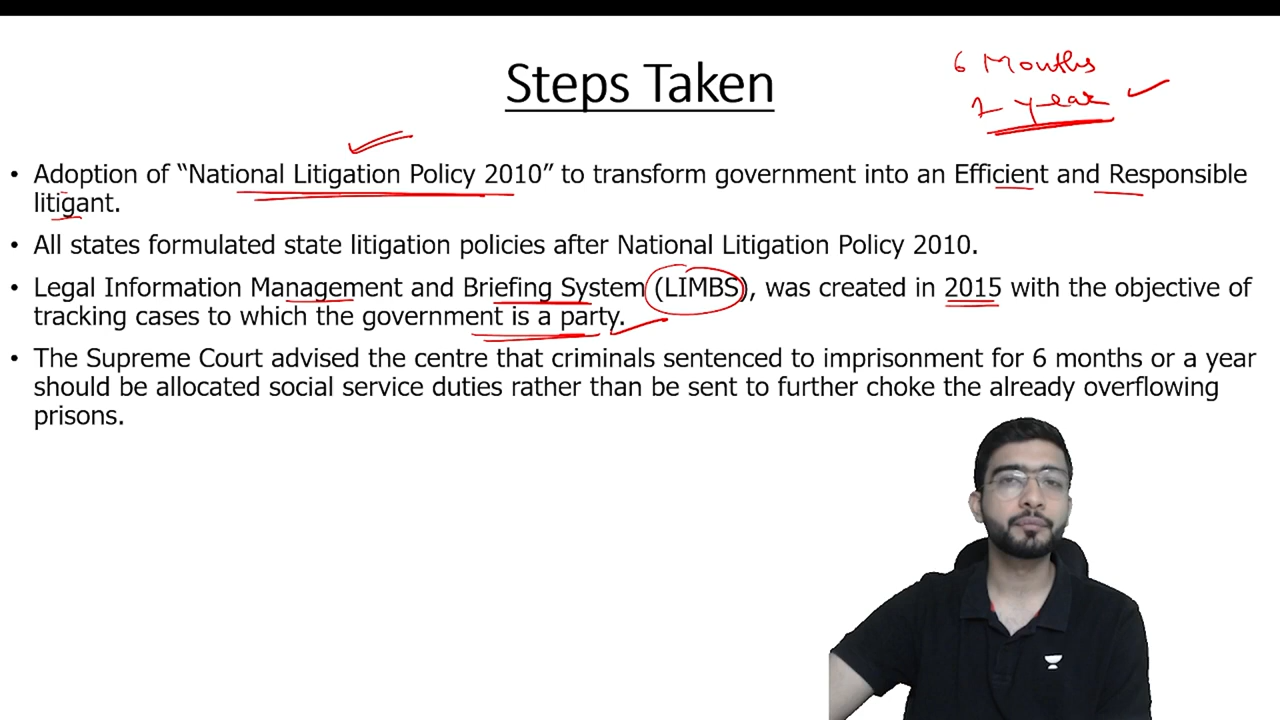 Steps Taken
6 Months
1 year
• Adoption of “National Litigation Policy 2010” to transform government into an Efficient and Responsible
litigant.
• All states formulated state litigation policies after National Litigation Policy 2010.
• Legal Information Management and Briefing System (LIMBS), was created in 2015 with the objective of
tracking cases to which the government is a party.
• The Supreme Court advised the centre that criminals sentenced to imprisonment for 6 months or a year
should be allocated social service duties rather than be sent to further choke the already overflowing
prisons.